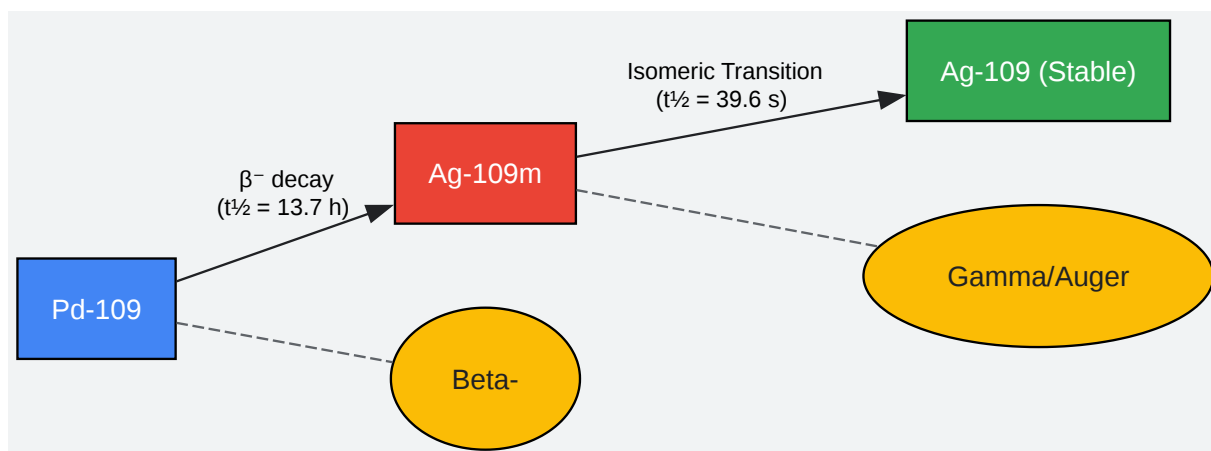 Ag-109 (Stable)
Isomeric Transition
(t½ = 39.6 s)
Ag-109m
β⁻ decay
(t½ = 13.7 h)
Gamma/Auger
Pd-109
Beta-